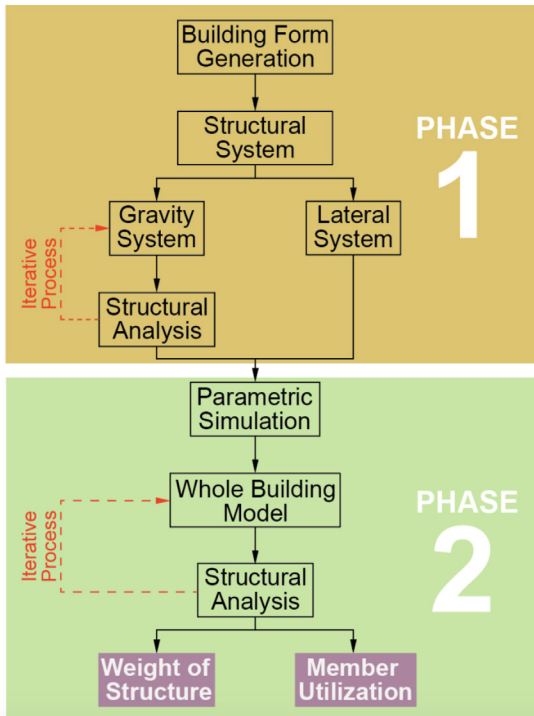 Building Form
Generation
PHASE
1
Structural
System
Gravity
System
Lateral
System
Iterative
Process
Structural
Analysis
Parametric
Simulation
Whole Building
Model
PHASE
2
Iterative
Process
Structural
Analysis
Weight of
Structure
Member
Utilization